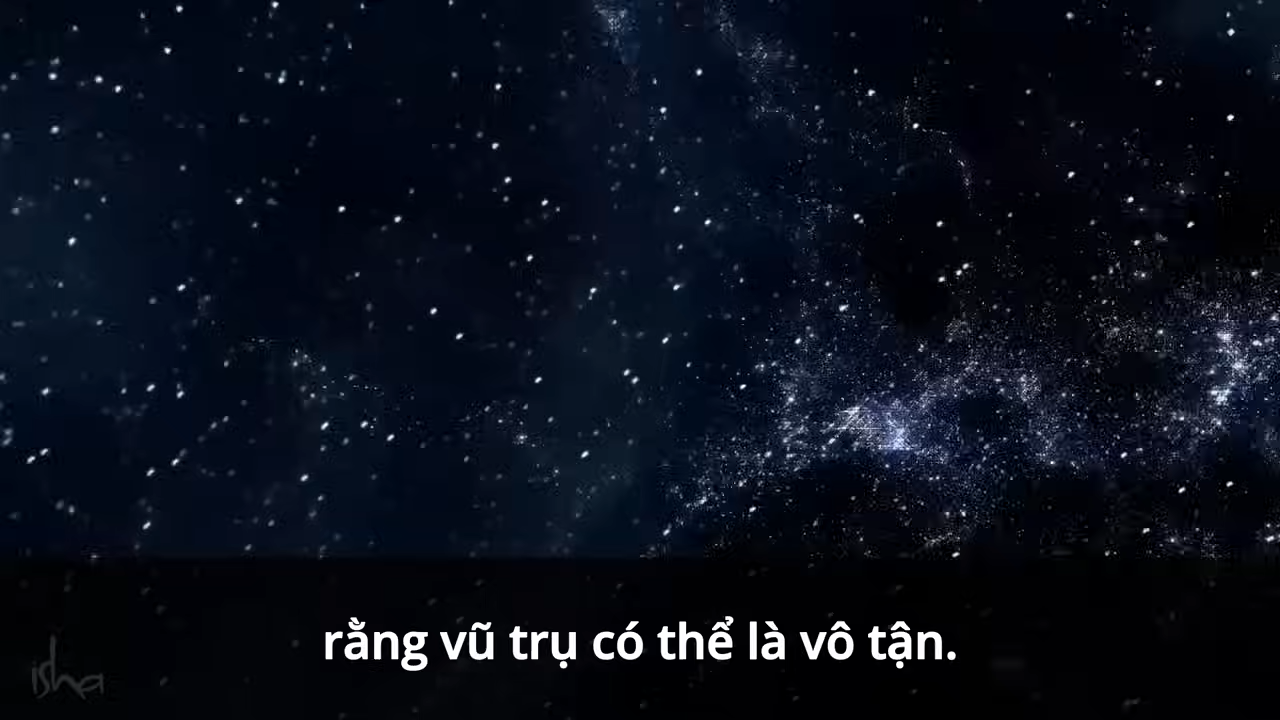 rằng vũ trụ có thể là vô tận.
isha